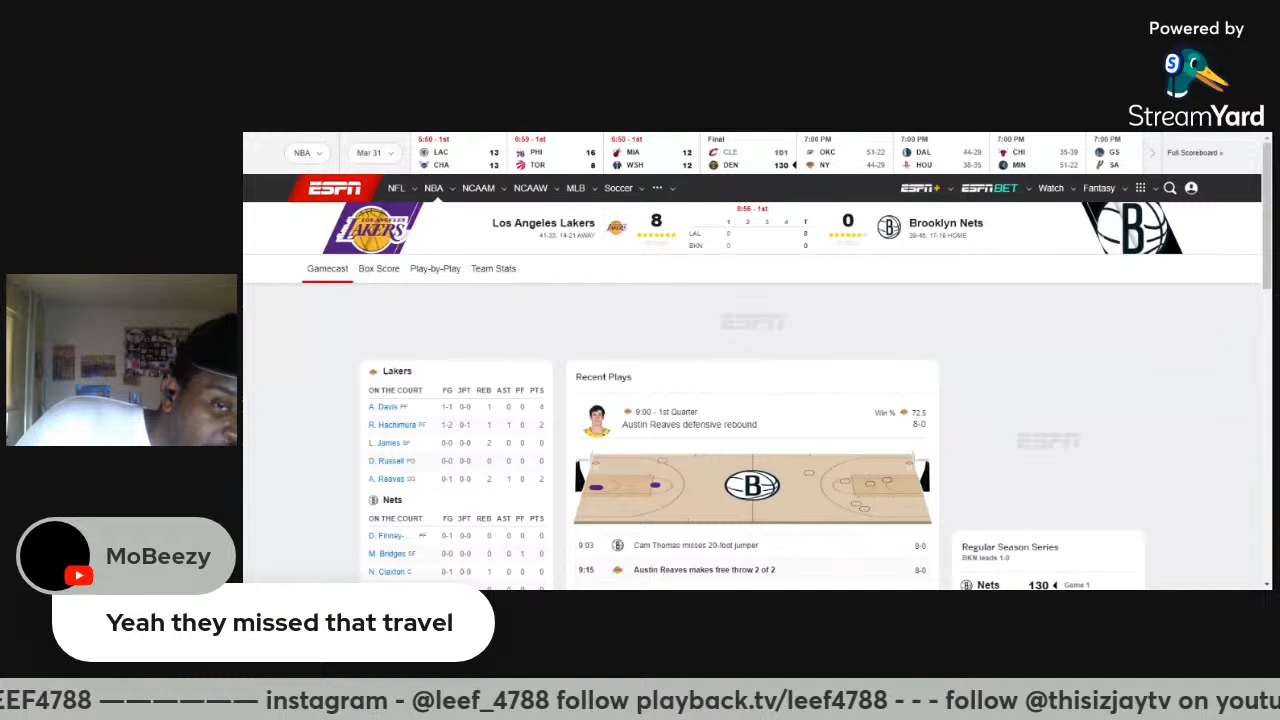 Powered by
StreamYard
NBA
Mar 31
5:50 - 1st
LAC 13
CHA 13
6:59 - 1st
PHI 16
TOR 8
6:50 - 1st
MIA 12
WSH 12
Final
CLE 101
DEN 130
7:00 PM
OKC 51-22
NY 44-29
7:00 PM
DAL 44-29
HOU 38-35
7:00 PM
CHI 35-39
MIN 51-22
7:00 PM
GS
SA
Full Scoreboard »
ESPN NFL NBA NCAAM NCAAW MLB Soccer ··· ESPN+ ESPN BET Watch Fantasy
LOS ANGELES LAKERS
Los Angeles Lakers
41-33, 14-21 AWAY
8
8:56 - 1st
1 2 3 4 T
LAL 8 8
BKN 0 0
0
Brooklyn Nets
29-45, 17-19 HOME
B
Gamecast Box Score Play-by-Play Team Stats
ESPN
Lakers
ON THE COURT FG 3PT REB AST PF PTS
A. Davis PF 1-1 0-0 1 0 0 4
R. Hachimura PF 1-2 0-1 1 1 0 2
L. James SF 0-0 0-0 2 0 0 0
D. Russell PG 0-0 0-0 0 0 0 0
A. Reaves SG 0-1 0-0 2 1 0 2
Nets
ON THE COURT FG 3PT REB AST PF PTS
D. Finney-... PF 0-1 0-0 0 0 0 0
M. Bridges SF 0-0 0-0 0 0 1 0
N. Claxton C 0-1 0-0 1 0 0 0
Recent Plays
9:00 - 1st Quarter
Austin Reaves defensive rebound
Win % 72.5
8-0
B
9:03 Cam Thomas misses 20-foot jumper 8-0
9:15 Austin Reaves makes free throw 2 of 2 8-0
ESPN
Regular Season Series
BKN leads 1-0
Nets 130 Game 1
MoBeezy
Yeah they missed that travel
EEF4788 —————— instagram - @leef_4788 follow playback.tv/leef4788 - - - follow @thisizjaytv on youtu